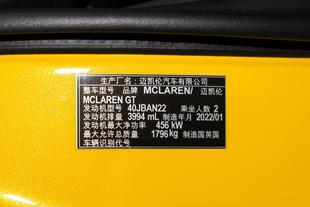 生产厂名:迈凯伦汽车有限公司
整车型号 品牌 MCLAREN/ 迈凯伦
MCLAREN GT
发动机型号 40JBAN22 乘坐人数 2
发动机排量 3994 mL 制造年月 2022/01
发动机最大净功率 456 kW
最大允许总质量 1796kg 制造国英国
车辆识别代号